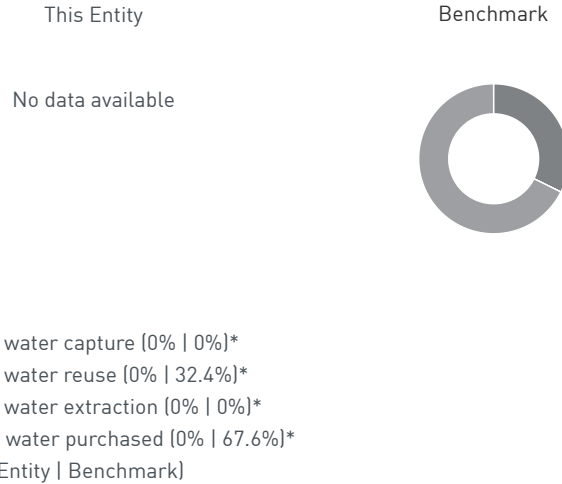 This Entity
Benchmark
No data available
water capture (0% | 0%)*
water reuse (0% | 32.4%)*
water extraction (0% | 0%)*
water purchased (0% | 67.6%)*
Entity | Benchmark)